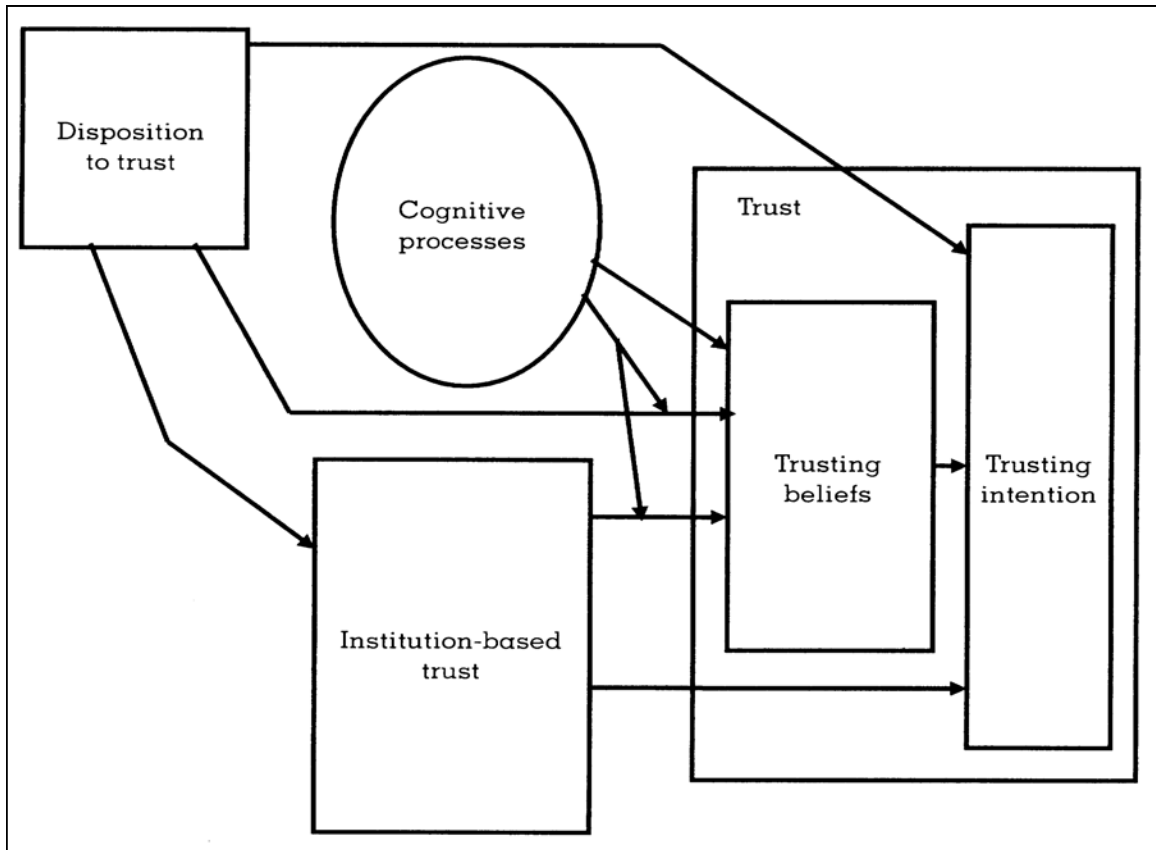 Disposition
to trust
Cognitive
processes
Trust
Trusting
beliefs
Trusting
intention
Institution-based
trust